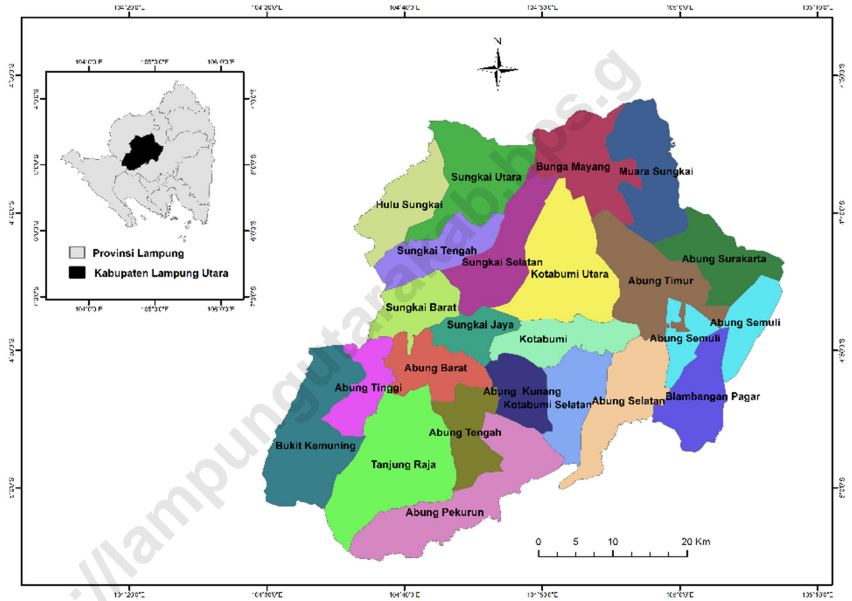 N
Bunga Mayang
Muara Sungkai
Sungkai Utara
Hulu Sungkai
Sungkai Tengah
Sungkai Selatan
Kotabumi Utara
Abung Surakarta
Abung Timur
Sungkai Barat
Sungkai Jaya
Kotabumi
Abung Semuli
Abung Semuli
Abung Barat
Abung Tinggi
Abung Kunang
Kotabumi Selatan
Abung Selatan
Blambangan Pagar
Bukit Kemuning
Abung Tengah
Tanjung Raja
Abung Pekurun
Provinsi Lampung
Kabupaten Lampung Utara
0 5 10 20 Km
://lampungutarakab.bps.g